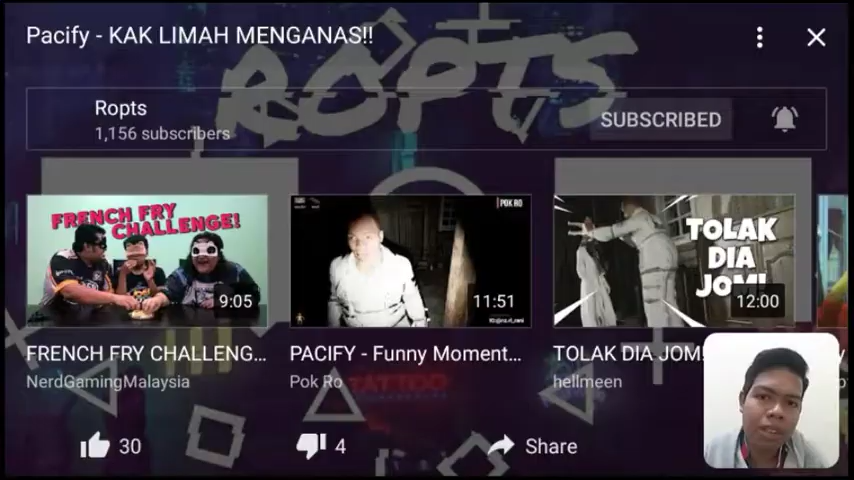 Pacify - KAK LIMAH MENGANAS!!
ROPTS
Ropts
1,156 subscribers
SUBSCRIBED
FRENCH FRY
CHALLENGE!
9:05
POK RO
11:51
TOLAK
DIA
JOM!
12:00
FRENCH FRY CHALLENG...
PACIFY - Funny Moment...
TOLAK DIA JOM!
NerdGamingMalaysia
Pok Ro
hellmeen
TATTOO
30
4
Share